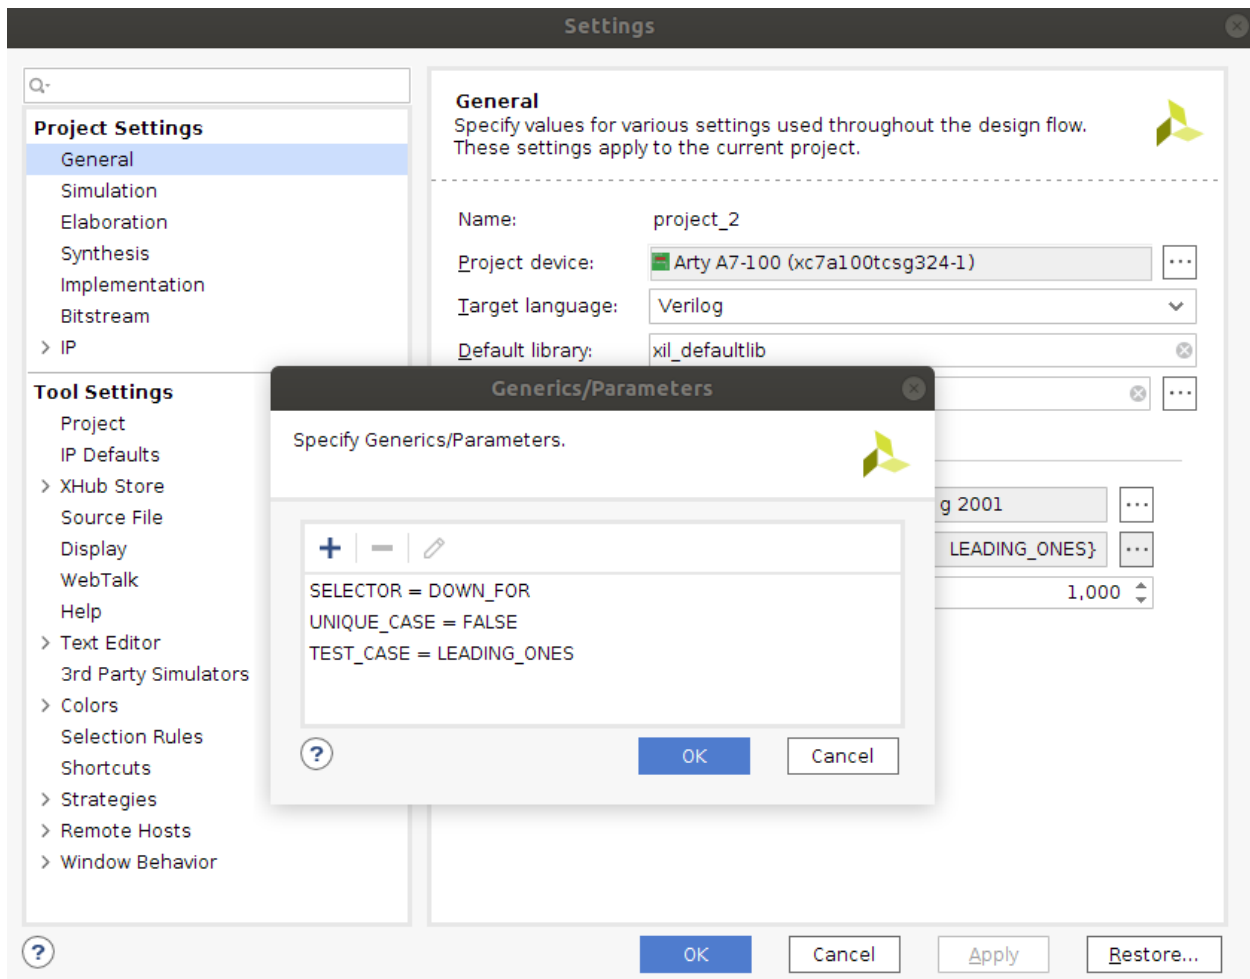 Settings
Project Settings
General
Simulation
Elaboration
Synthesis
Implementation
Bitstream
IP
Tool Settings
Project
IP Defaults
XHub Store
Source File
Display
WebTalk
Help
Text Editor
3rd Party Simulators
Colors
Selection Rules
Shortcuts
Strategies
Remote Hosts
Window Behavior
General
Specify values for various settings used throughout the design flow.
These settings apply to the current project.
Name: project_2
Project device: Arty A7-100 (xc7a100tcsg324-1)
Target language: Verilog
Default library: xil_defaultlib
g 2001
LEADING_ONES}
1,000
Generics/Parameters
Specify Generics/Parameters.
SELECTOR = DOWN_FOR
UNIQUE_CASE = FALSE
TEST_CASE = LEADING_ONES
? OK Cancel
? OK Cancel Apply Restore...